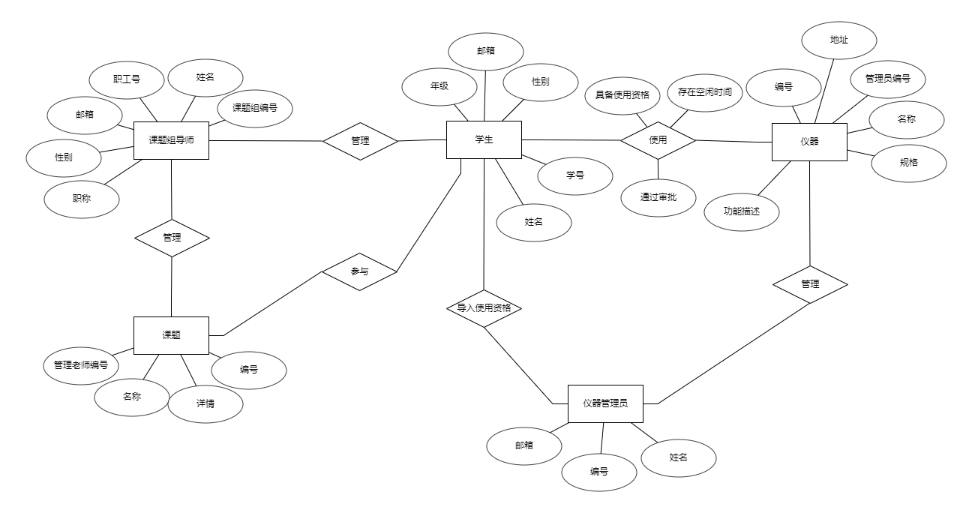 地址
邮箱
职工号
姓名
年级
性别
编号
管理员编号
具备使用资格
存在空闲时间
邮箱
课题组编号
名称
课题组导师
管理
学生
使用
仪器
性别
规格
学号
职称
通过审批
功能描述
姓名
管理
参与
管理
导入使用资格
课题
管理老师编号
编号
名称
详情
仪器管理员
邮箱
姓名
编号